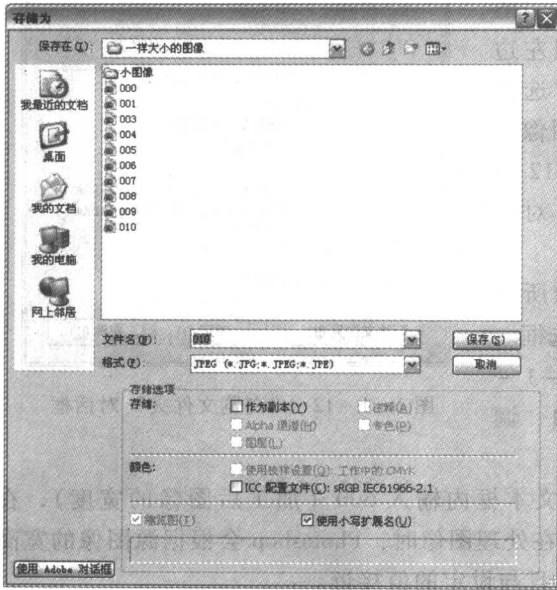 存储为
保存在(I):
一样大小的图像
小图像
000
001
003
004
005
006
007
008
009
010
我最近的文档
桌面
我的文档
我的电脑
网上邻居
文件名(N):
010
保存(S)
格式(F):
JPEG (*.JPG;*.JPEG;*.JPE)
取消
存储选项
存储:
作为副本(Y)
注释(A)
Alpha 通道(H)
专色(P)
图层(L)
颜色:
使用校样设置(O): 工作中的 CMYK
ICC 配置文件(C): sRGB IEC61966-2.1
缩览图(T)
使用小写扩展名(U)
使用 Adobe 对话框